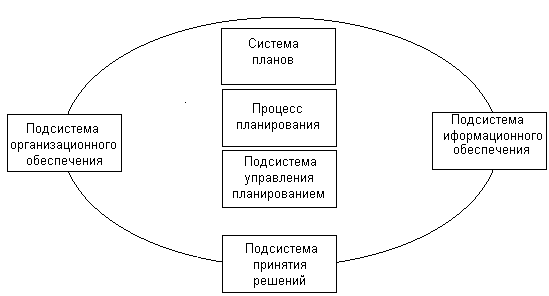 Система
планов
Процесс
планирования
Подсистема
организационного
обеспечения
Подсистема
иформационного
обеспечения
Подсистема
управления
планированием
Подсистема
принятия
решений